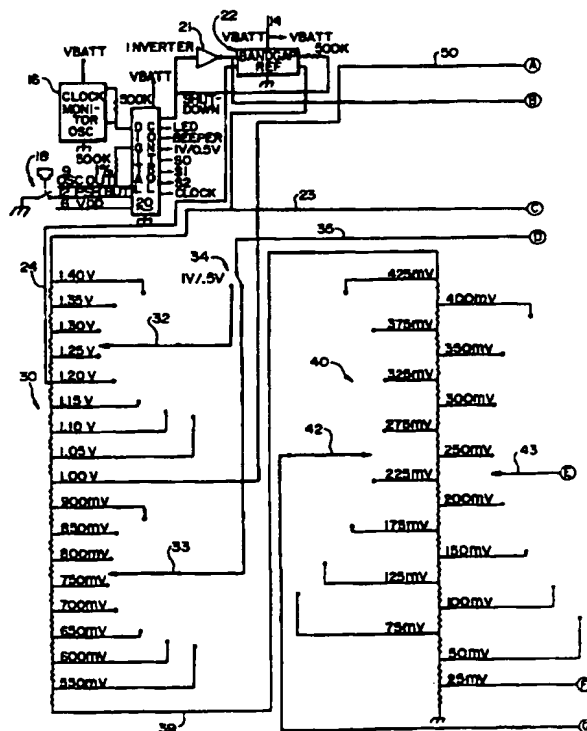 14
22
21
VBATT
VBATT
INVERTER
BANDGAP
REF
500K
50
A
VBATT
16
CLOCK
MONITOR
OSC
500K
VBATT
SHUT-
DOWN
B
DIGITAL
CONTROL
20
LED
BEEPER
1V/0.5V
S0
S1
S2
CLOCK
500K
18
OSC OUT
8 VDD
23
C
35
D
24
34
1V/.5V
1.40V
1.35V
1.30V
32
1.25V
1.20V
30
1.15V
1.10V
1.05V
1.00V
900mV
850mV
800mV
33
750mV
700mV
650mV
600mV
550mV
39
425mV
400mV
375mV
350mV
40
325mV
300mV
275mV
42
250mV
43
E
225mV
200mV
175mV
150mV
125mV
100mV
75mV
50mV
25mV
F
G